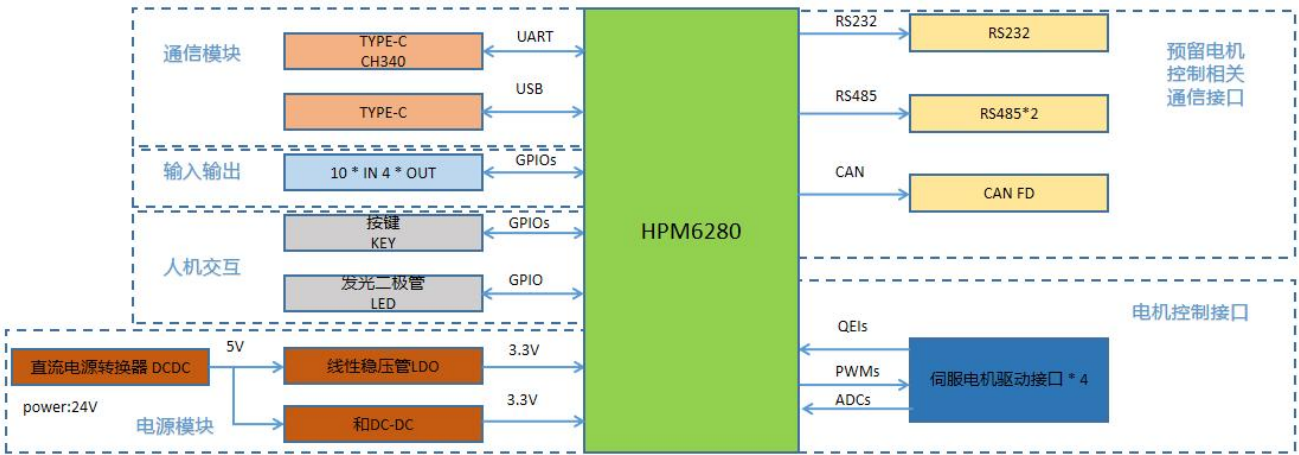 通信模块
TYPE-C
CH340
UART
TYPE-C
USB
输入输出
10 * IN 4 * OUT
GPIOs
人机交互
按键
KEY
GPIOs
发光二极管
LED
GPIO
直流电源转换器 DCDC
5V
线性稳压管LDO
3.3V
power:24V
电源模块
和DC-DC
3.3V
HPM6280
RS232
RS232
预留电机
控制相关
通信接口
RS485
RS485*2
CAN
CAN FD
电机控制接口
QEIs
PWMs
ADCs
伺服电机驱动接口 * 4